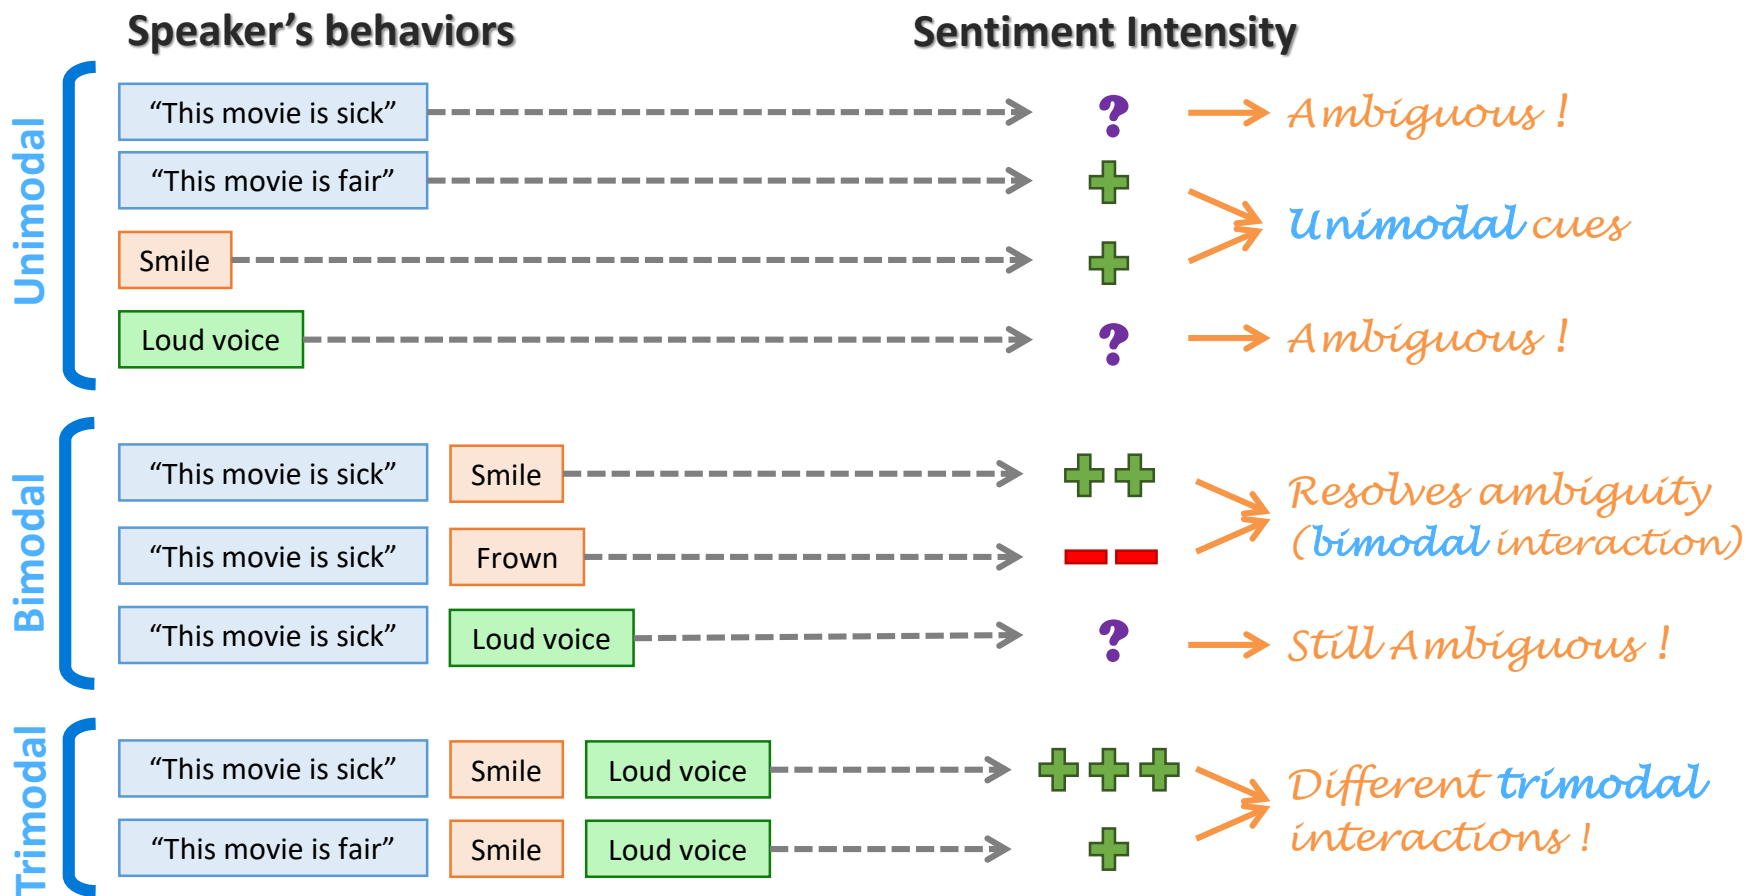 Speaker’s behaviors
Sentiment Intensity
Unimodal
“This movie is sick”
?
Ambiguous !
“This movie is fair”
Unimodal cues
Smile
Loud voice
?
Ambiguous !
Bimodal
“This movie is sick” Smile
Resolves ambiguity
(bimodal interaction)
“This movie is sick” Frown
“This movie is sick” Loud voice
?
Still Ambiguous !
Trimodal
“This movie is sick” Smile Loud voice
Different trimodal
interactions !
“This movie is fair” Smile Loud voice